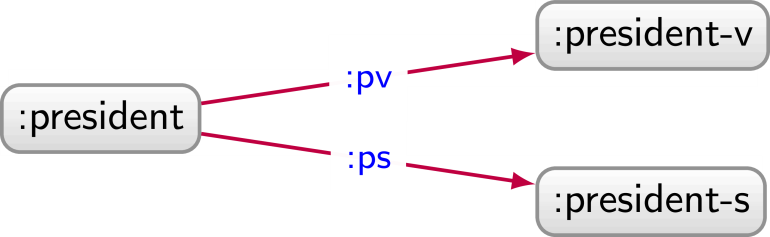 :president-v
:pv
:president
:ps
:president-s